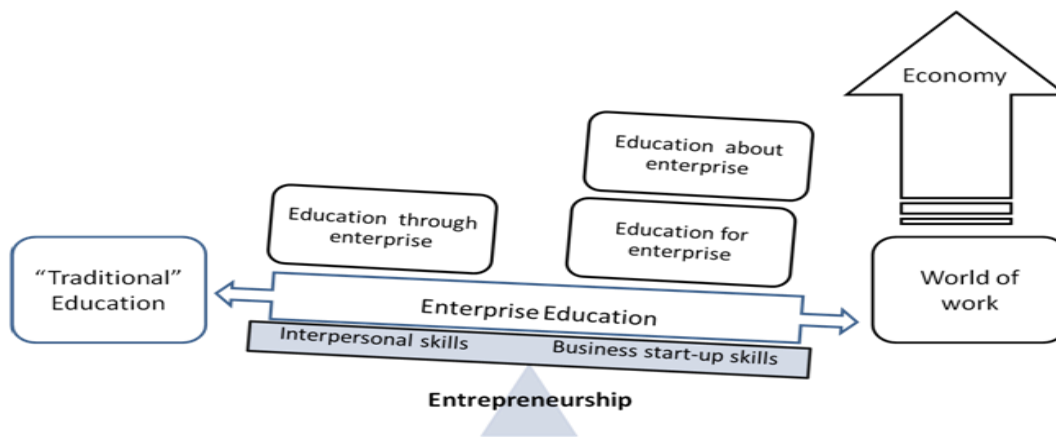 Economy
Education about
enterprise
Education through
enterprise
Education for
enterprise
“Traditional”
Education
World of
work
Enterprise Education
Interpersonal skills
Business start-up skills
Entrepreneurship